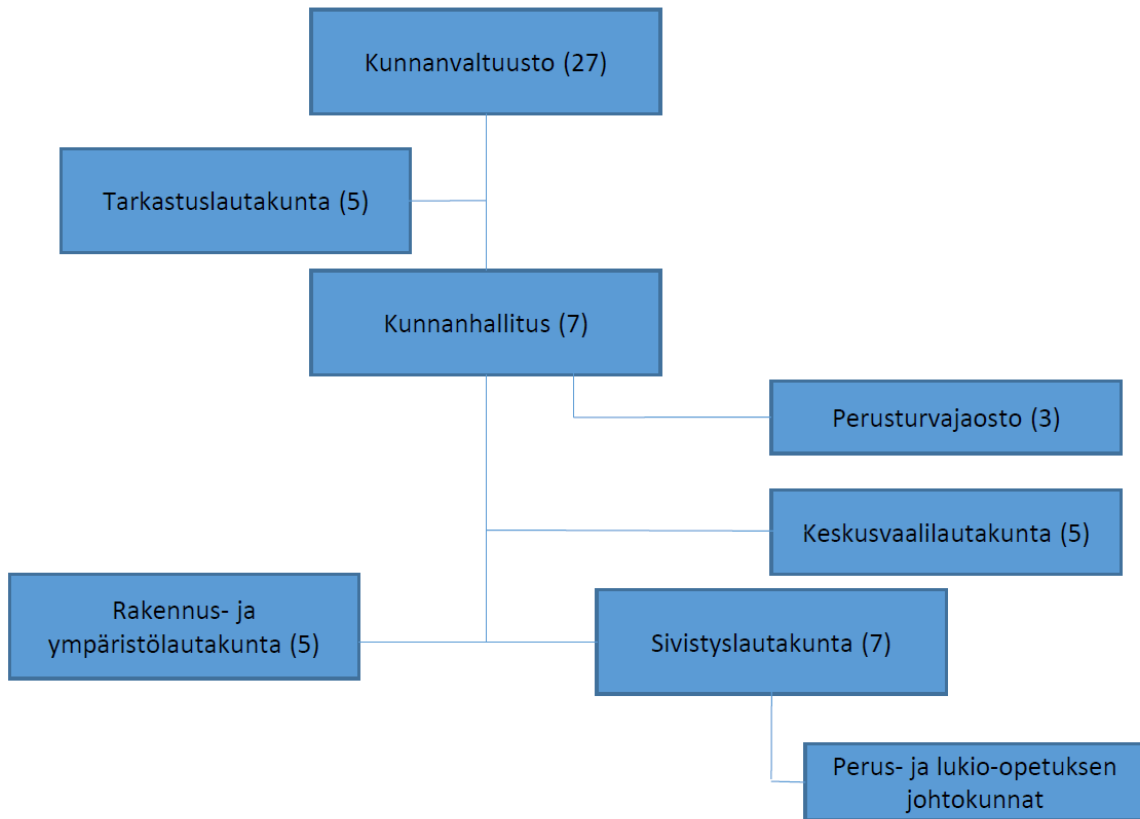 Kunnanvaltuusto (27)
Tarkastuslautakunta (5)
Kunnanhallitus (7)
Perusturvajaosto (3)
Keskusvaalilautakunta (5)
Rakennus- ja
ympäristölautakunta (5)
Sivistyslautakunta (7)
Perus- ja lukio-opetuksen
johtokunnat